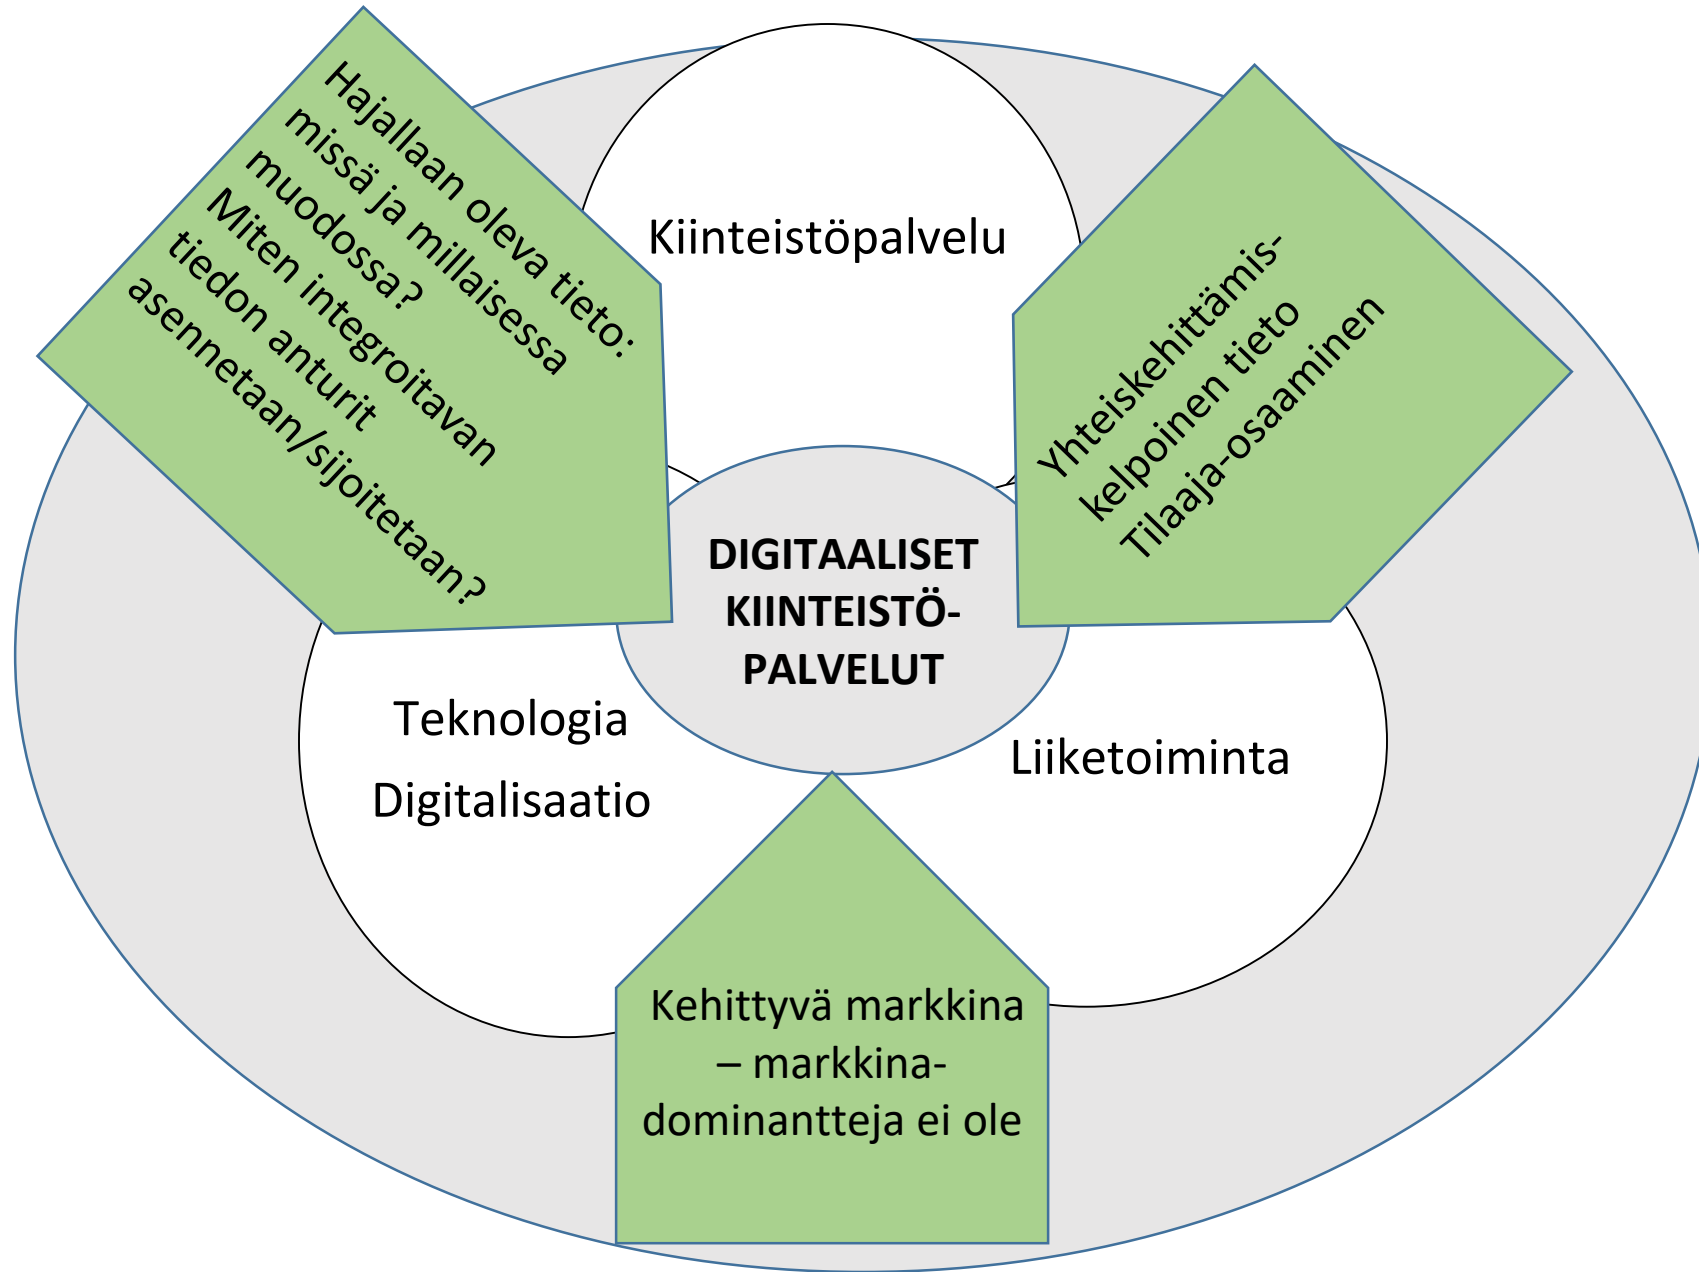 Hajallaan oleva tieto:
missä ja millaisessa
muodossa?
Miten integroitavan
tiedon anturit
asennetaan/sijoitetaan?
Kiinteistöpalvelu
Yhteiskehittämis-
kelpoinen tieto
Tilaaja-osaaminen
DIGITAALISET
KIINTEISTÖ-
PALVELUT
Teknologia
Digitalisaatio
Liiketoiminta
Kehittyvä markkina
– markkina-
dominantteja ei ole